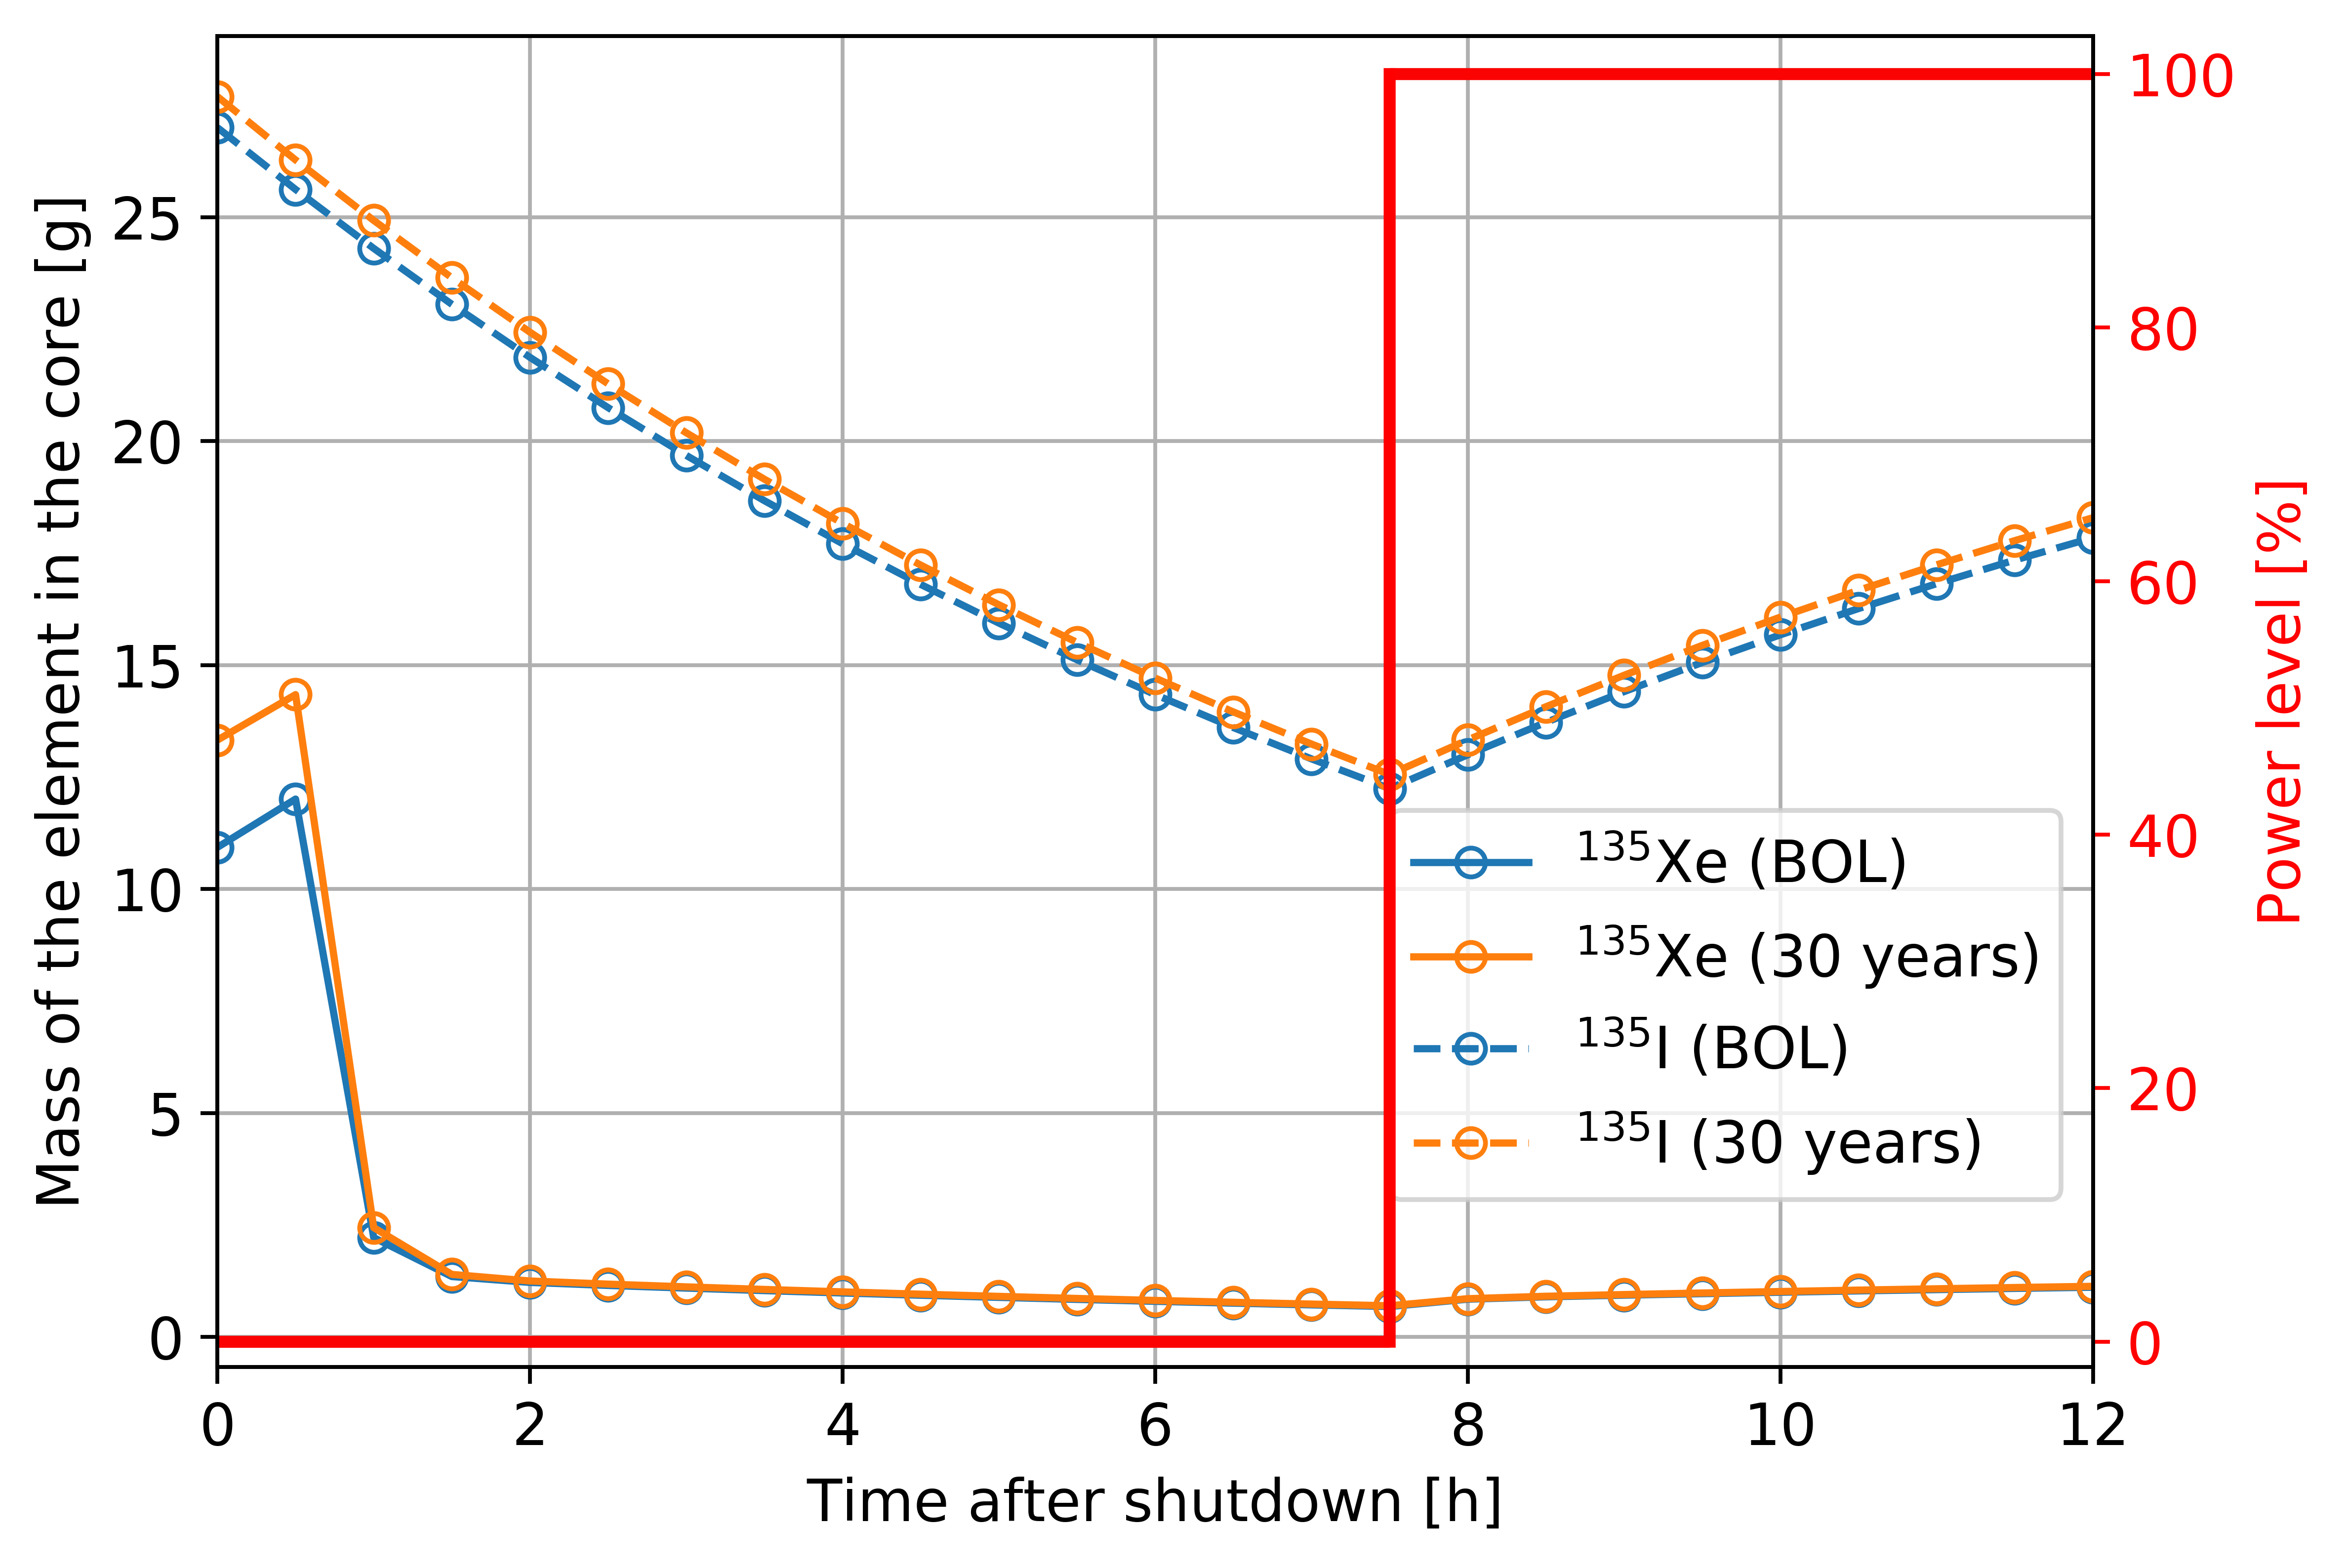 Mass of the element in the core [g]
25
20
15
10
5
0
0 2 4 6 8 10 12
Time after shutdown [h]
100
80
60
40
20
0
Power level [%]
¹³⁵Xe (BOL)
¹³⁵Xe (30 years)
¹³⁵I (BOL)
¹³⁵I (30 years)